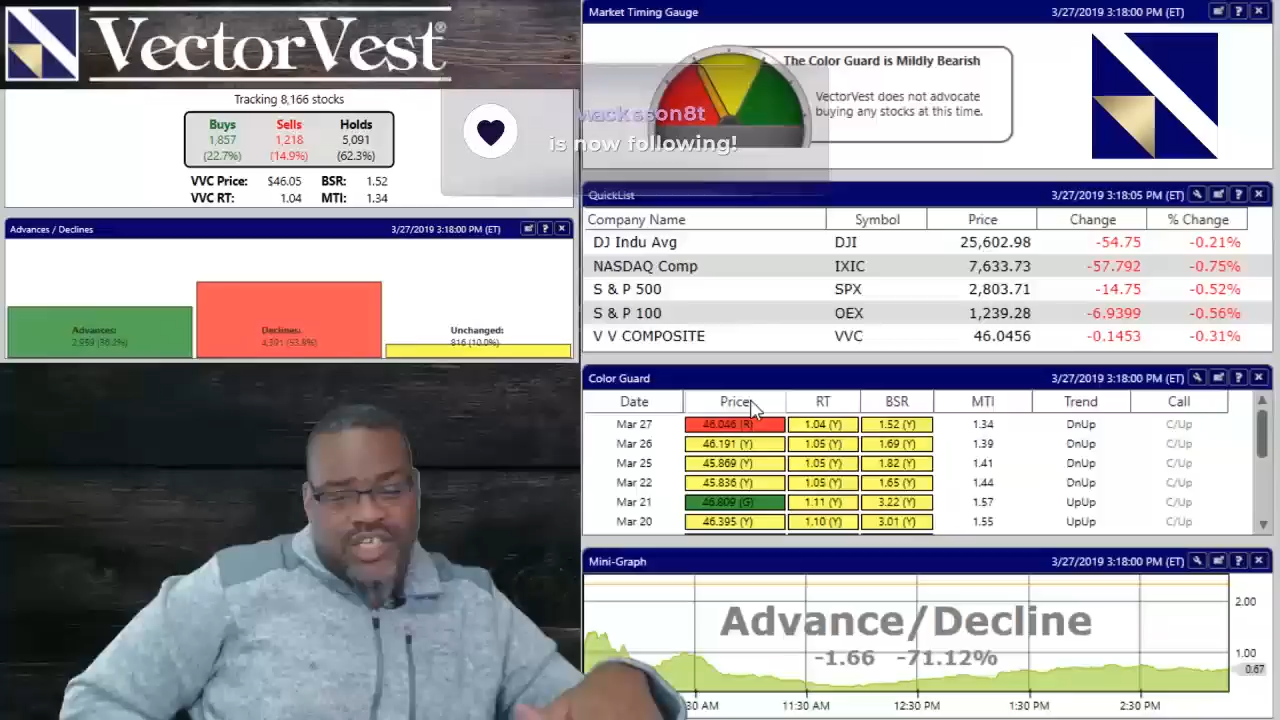 VectorVest®
Tracking 8,166 stocks
Buys Sells Holds
1,857 1,218 5,091
(22.7%) (14.9%) (62.3%)
VVC Price: $46.05 BSR: 1.52
VVC RT: 1.04 MTI: 1.34
Advances / Declines 3/27/2019 3:18:00 PM (ET)
Advances:
Declines:
Unchanged:
816 (10.0%)
is now following!
Market Timing Gauge 3/27/2019 3:18:00 PM (ET)
The Color Guard is Mildly Bearish
VectorVest does not advocate
buying any stocks at this time.
QuickList 3/27/2019 3:18:05 PM (ET)
Company Name Symbol Price Change % Change
DJ Indu Avg DJI 25,602.98 -54.75 -0.21%
NASDAQ Comp IXIC 7,633.73 -57.792 -0.75%
S & P 500 SPX 2,803.71 -14.75 -0.52%
S & P 100 OEX 1,239.28 -6.9399 -0.56%
V V COMPOSITE VVC 46.0456 -0.1453 -0.31%
Color Guard 3/27/2019 3:18:00 PM (ET)
Date Price RT BSR MTI Trend Call
Mar 27 46.046 (R) 1.04 (Y) 1.52 (Y) 1.34 DnUp C/Up
Mar 26 46.191 (Y) 1.05 (Y) 1.69 (Y) 1.39 DnUp C/Up
Mar 25 45.869 (Y) 1.05 (Y) 1.82 (Y) 1.41 DnUp C/Up
Mar 22 45.836 (Y) 1.05 (Y) 1.65 (Y) 1.44 DnUp C/Up
Mar 21 46.809 (G) 1.11 (Y) 3.22 (Y) 1.57 UpUp C/Up
Mar 20 46.395 (Y) 1.10 (Y) 3.01 (Y) 1.55 UpUp C/Up
Mini-Graph 3/27/2019 3:18:00 PM (ET)
Advance/Decline
-1.66 -71.12%
2.00
1.00
0.67
30 AM 11:30 AM 12:30 PM 1:30 PM 2:30 PM